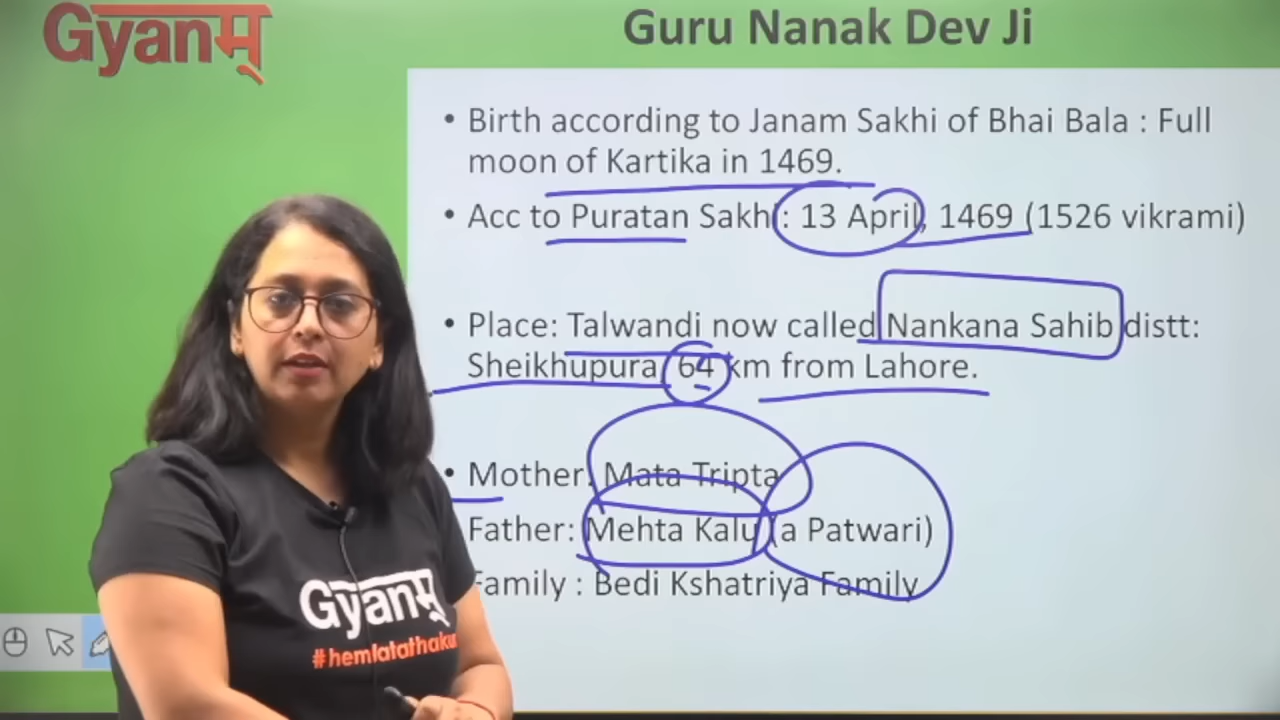 Gyanम्
Guru Nanak Dev Ji
• Birth according to Janam Sakhi of Bhai Bala : Full
moon of Kartika in 1469.
• Acc to Puratan Sakhi: 13 April, 1469 (1526 vikrami)
• Place: Talwandi now called Nankana Sahib distt:
Sheikhupura, 64 km from Lahore.
• Mother: Mata Tripta
Father: Mehta Kalu (a Patwari)
Family : Bedi Kshatriya Family
Gyanम्
#hemlatathakur